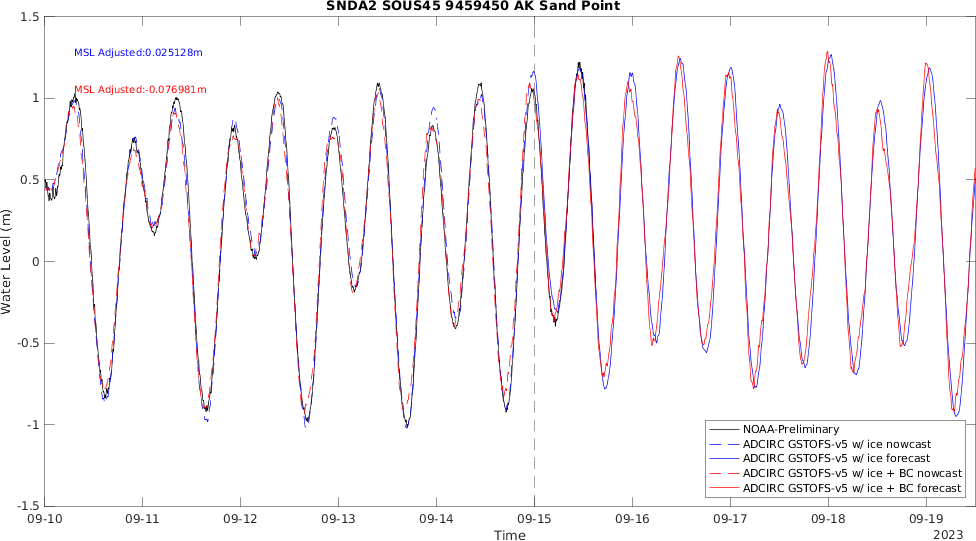 SNDA2 SOUS45 9459450 AK Sand Point
1.5
MSL Adjusted:0.025128m
MSL Adjusted:-0.076981m
1
0.5
0
-0.5
-1
-1.5
Water Level (m)
NOAA-Preliminary
ADCIRC GSTOFS-v5 w/ ice nowcast
ADCIRC GSTOFS-v5 w/ ice forecast
ADCIRC GSTOFS-v5 w/ ice + BC nowcast
ADCIRC GSTOFS-v5 w/ ice + BC forecast
09-10 09-11 09-12 09-13 09-14 09-15 09-16 09-17 09-18 09-19
Time
2023